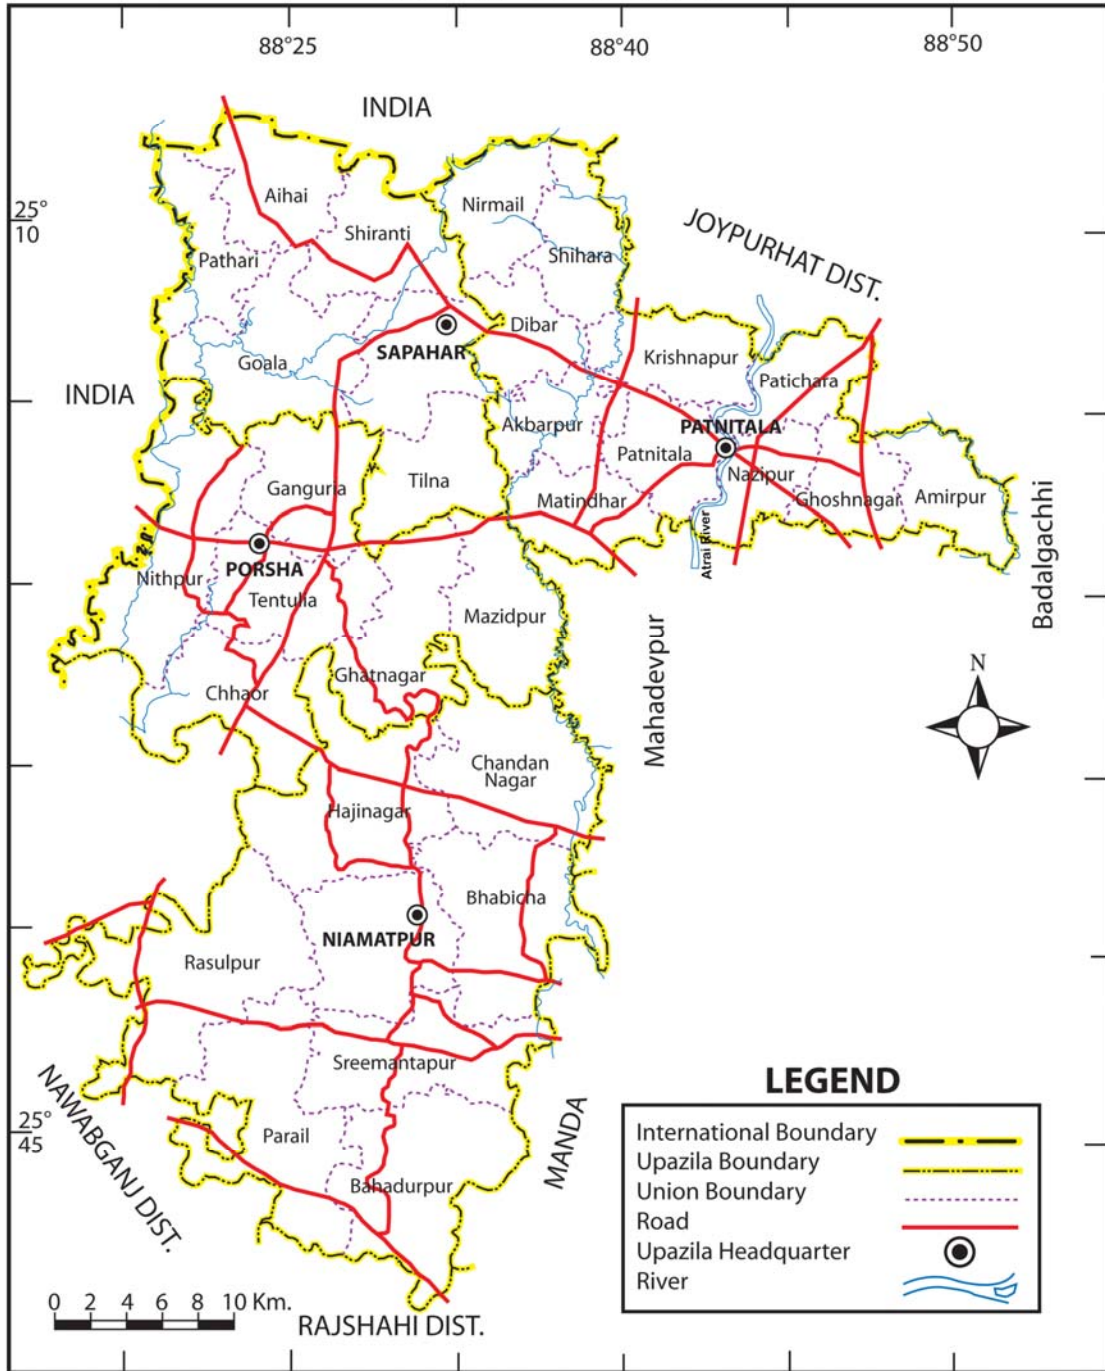 88°25
88°40
88°50
INDIA
Aihai
Nirmail
25°
10
JOYPURHAT DIST.
Shiranti
Shihara
Pathari
Dibar
SAPAHAR
Krishnapur
Goala
Patichara
INDIA
Akbarpur
PATNITALA
Patnitala
Nazipur
Tilna
Ganguria
Matindhar
Ghoshnagar
Amirpur
Badalgachhi
Atrai River
PORSHA
Nithpur
Tentulia
Mazidpur
Mahadevpur
Ghatnagar
Chhaor
N
Chandan
Nagar
Hajinagar
Bhabicha
NIAMATPUR
Rasulpur
Sreemantapur
NAWABGANJ DIST.
MANDA
25°
45
Parail
Bahadurpur
LEGEND
International Boundary
Upazila Boundary
Union Boundary
Road
Upazila Headquarter
River
0 2 4 6 8 10 Km.
RAJSHAHI DIST.